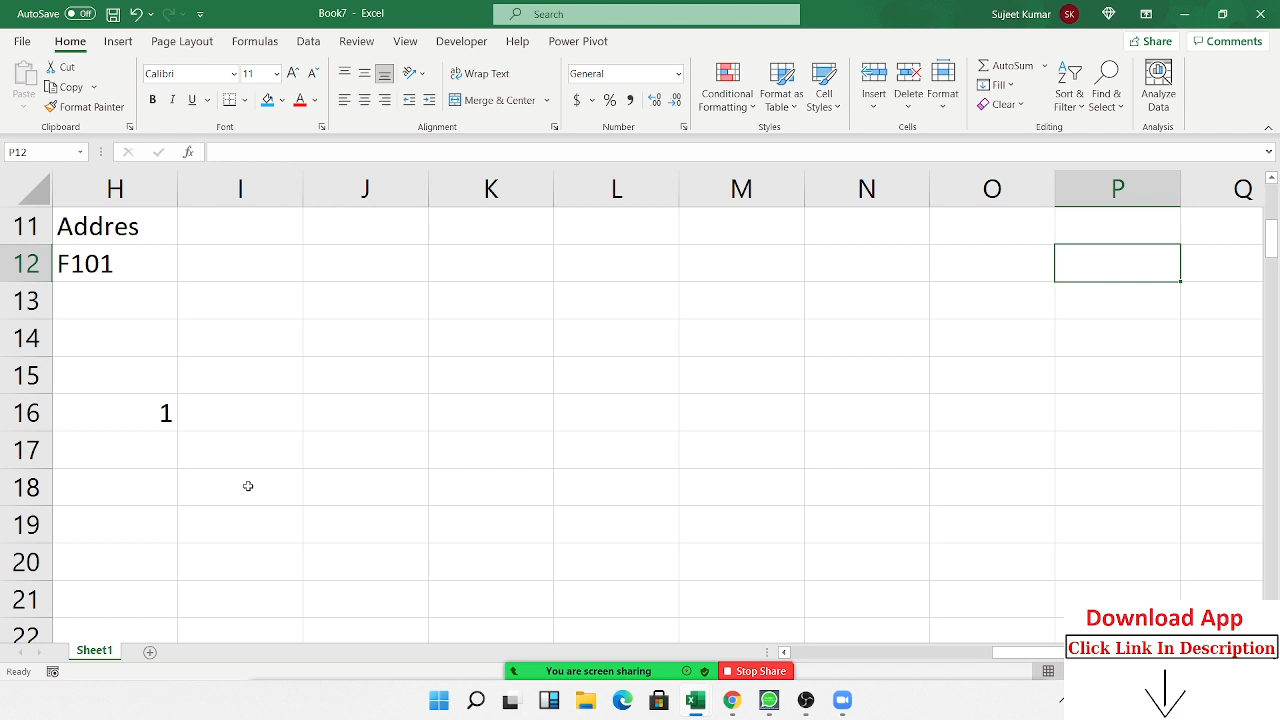 AutoSave Off Book7 - Excel Search Sujeet Kumar SK
File Home Insert Page Layout Formulas Data Review View Developer Help Power Pivot Share Comments
Paste Cut Copy Format Painter Clipboard
Calibri 11 B I U A Font
Wrap Text Merge & Center Alignment
General $ % , Number
Conditional Formatting Format as Table Cell Styles Styles
Insert Delete Format Cells
AutoSum Fill Clear Sort & Filter Find & Select Editing
Analyze Data Analysis
P12 fx
H I J K L M N O P Q
11 Addres
12 F101
13
14
15
16 1
17
18
19
20
21
22
Sheet1
Ready
You are screen sharing Stop Share
Download App
Click Link In Description